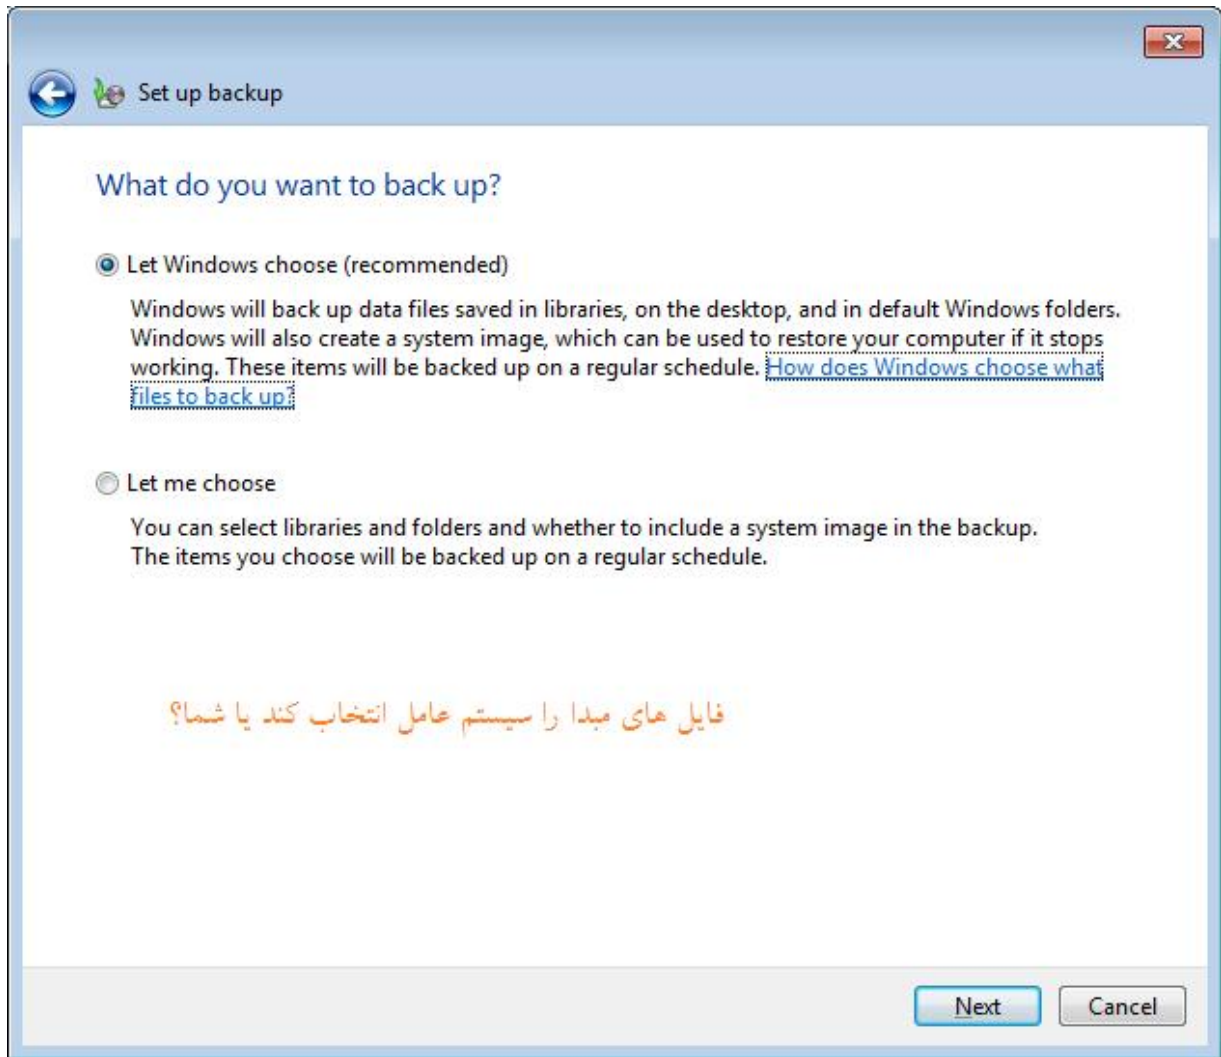 Set up backup
What do you want to back up?
Let Windows choose (recommended)
Windows will back up data files saved in libraries, on the desktop, and in default Windows folders.
Windows will also create a system image, which can be used to restore your computer if it stops
working. These items will be backed up on a regular schedule. How does Windows choose what
files to back up?
Let me choose
You can select libraries and folders and whether to include a system image in the backup.
The items you choose will be backed up on a regular schedule.
فایل های مبدا را سیستم عامل انتخاب کند یا شما؟
Next Cancel